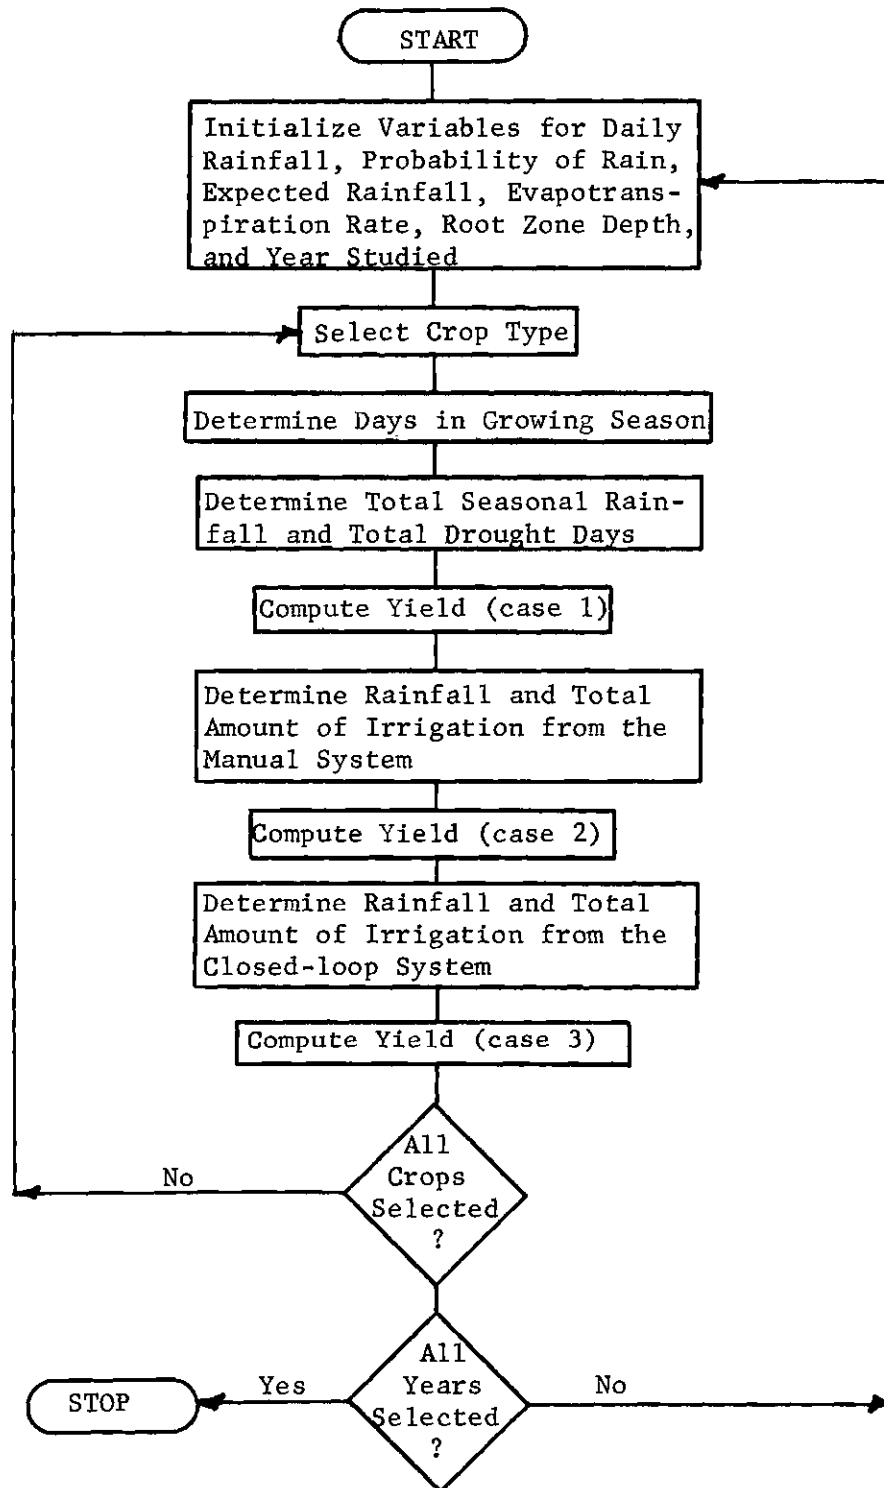 START
Initialize Variables for Daily
Rainfall, Probability of Rain,
Expected Rainfall, Evapotrans-
piration Rate, Root Zone Depth,
and Year Studied
Select Crop Type
Determine Days in Growing Season
Determine Total Seasonal Rain-
fall and Total Drought Days
Compute Yield (case 1)
Determine Rainfall and Total
Amount of Irrigation from the
Manual System
Compute Yield (case 2)
Determine Rainfall and Total
Amount of Irrigation from the
Closed-loop System
Compute Yield (case 3)
All
Crops
Selected
?
No
All
Years
Selected
?
Yes
No
STOP